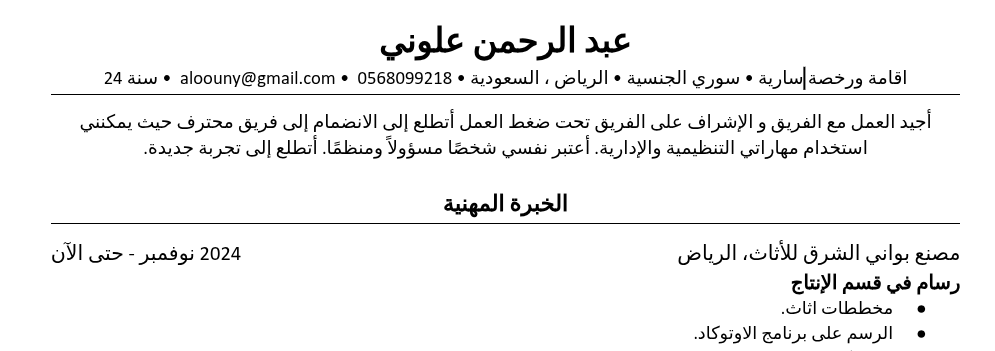 عبد الرحمن علوني
اقامة ورخصة سارية • سوري الجنسية • الرياض ، السعودية • 0568099218 • aloouny@gmail.com • سنة 24
أجيد العمل مع الفريق و الإشراف على الفريق تحت ضغط العمل أتطلع إلى الانضمام إلى فريق محترف حيث يمكنني
استخدام مهاراتي التنظيمية والإدارية. أعتبر نفسي شخصًا مسؤولاً ومنظمًا. أتطلع إلى تجربة جديدة.
الخبرة المهنية
مصنع بواني الشرق للأثاث، الرياض 2024 نوفمبر - حتى الآن
رسام في قسم الإنتاج
● مخططات اثاث.
● الرسم على برنامج الاوتوكاد.